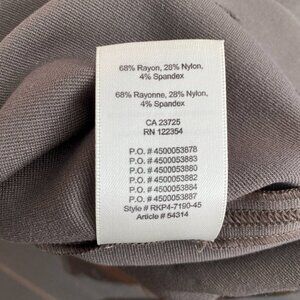 68% Rayon, 28% Nylon,
4% Spandex
68% Rayonne, 28% Nylon,
4% Spandex
CA 23725
RN 122354
P.O. # 4500053878
P.O. # 4500053883
P.O. # 4500053880
P.O. # 4500053882
P.O. # 4500053884
P.O. # 4500053887
Style # RKP4-7190-45
Article # 54314